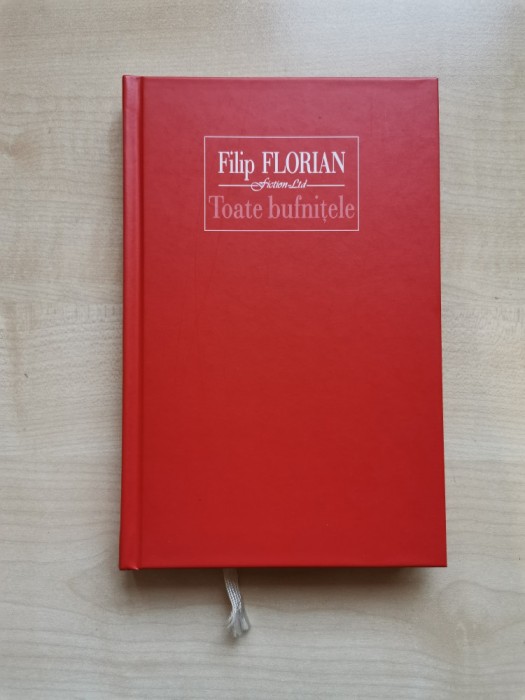 Filip FLORIAN
Fiction Ltd
Toate bufnițele